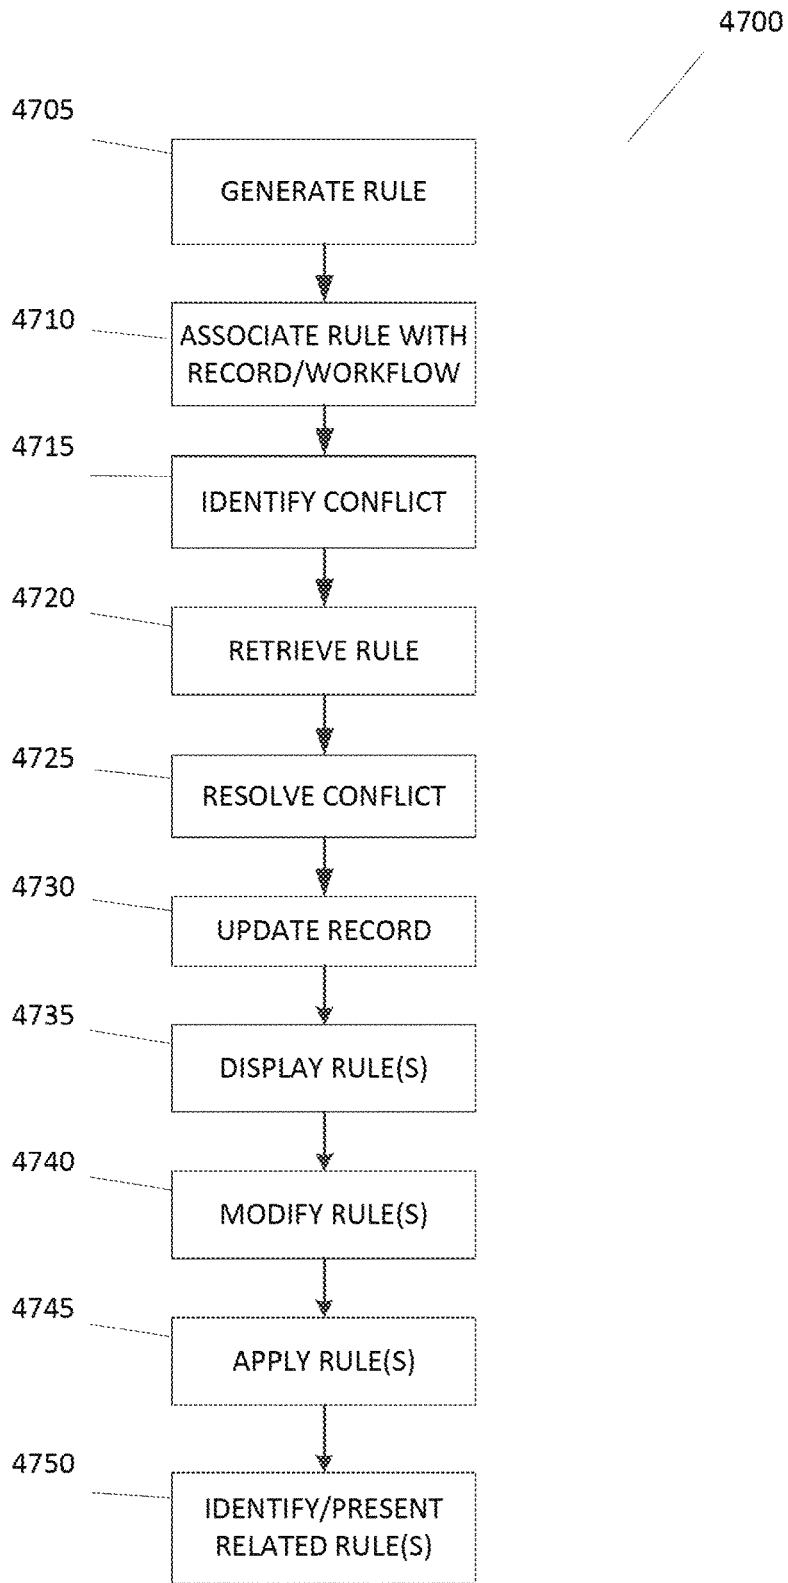 4700
4705
GENERATE RULE
4710
ASSOCIATE RULE WITH
RECORD/WORKFLOW
4715
IDENTIFY CONFLICT
4720
RETRIEVE RULE
4725
RESOLVE CONFLICT
4730
UPDATE RECORD
4735
DISPLAY RULE(S)
4740
MODIFY RULE(S)
4745
APPLY RULE(S)
4750
IDENTIFY/PRESENT
RELATED RULE(S)